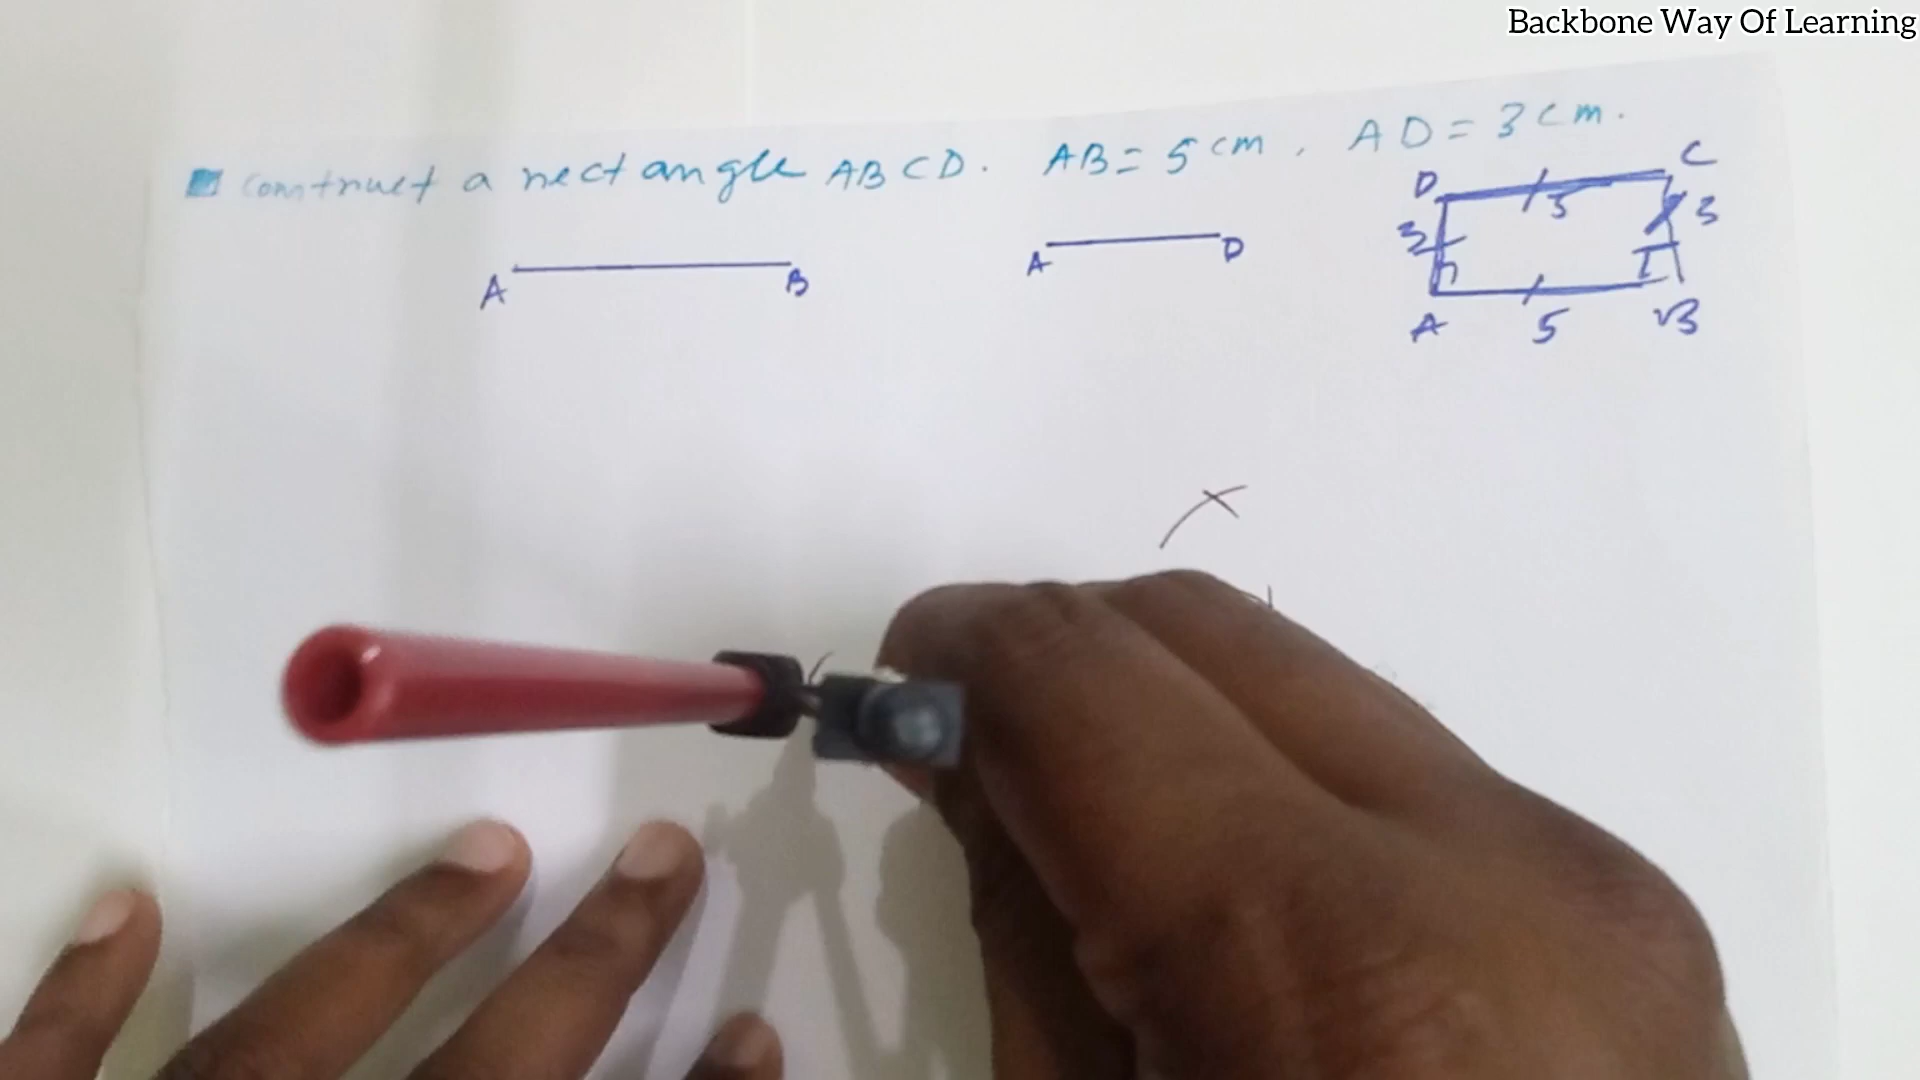 Backbone Way Of Learning
Construct a rectangle ABCD. AB = 5 cm, AD = 3 cm.
A B
A D
D C
3 5 3
A 5 B